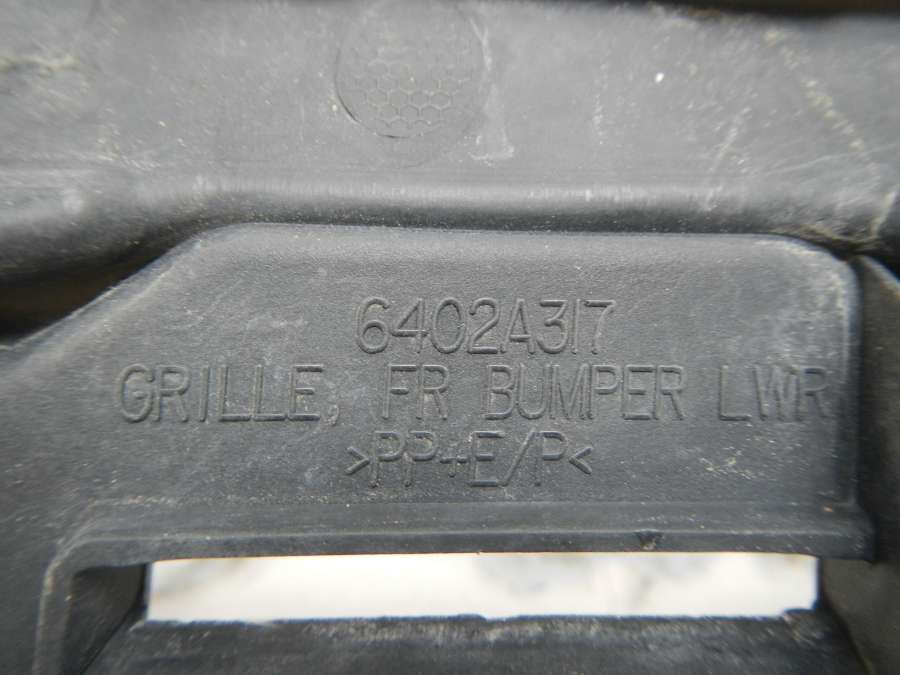 6402A317
GRILLE, FR BUMPER LWR
>PP+E/P<